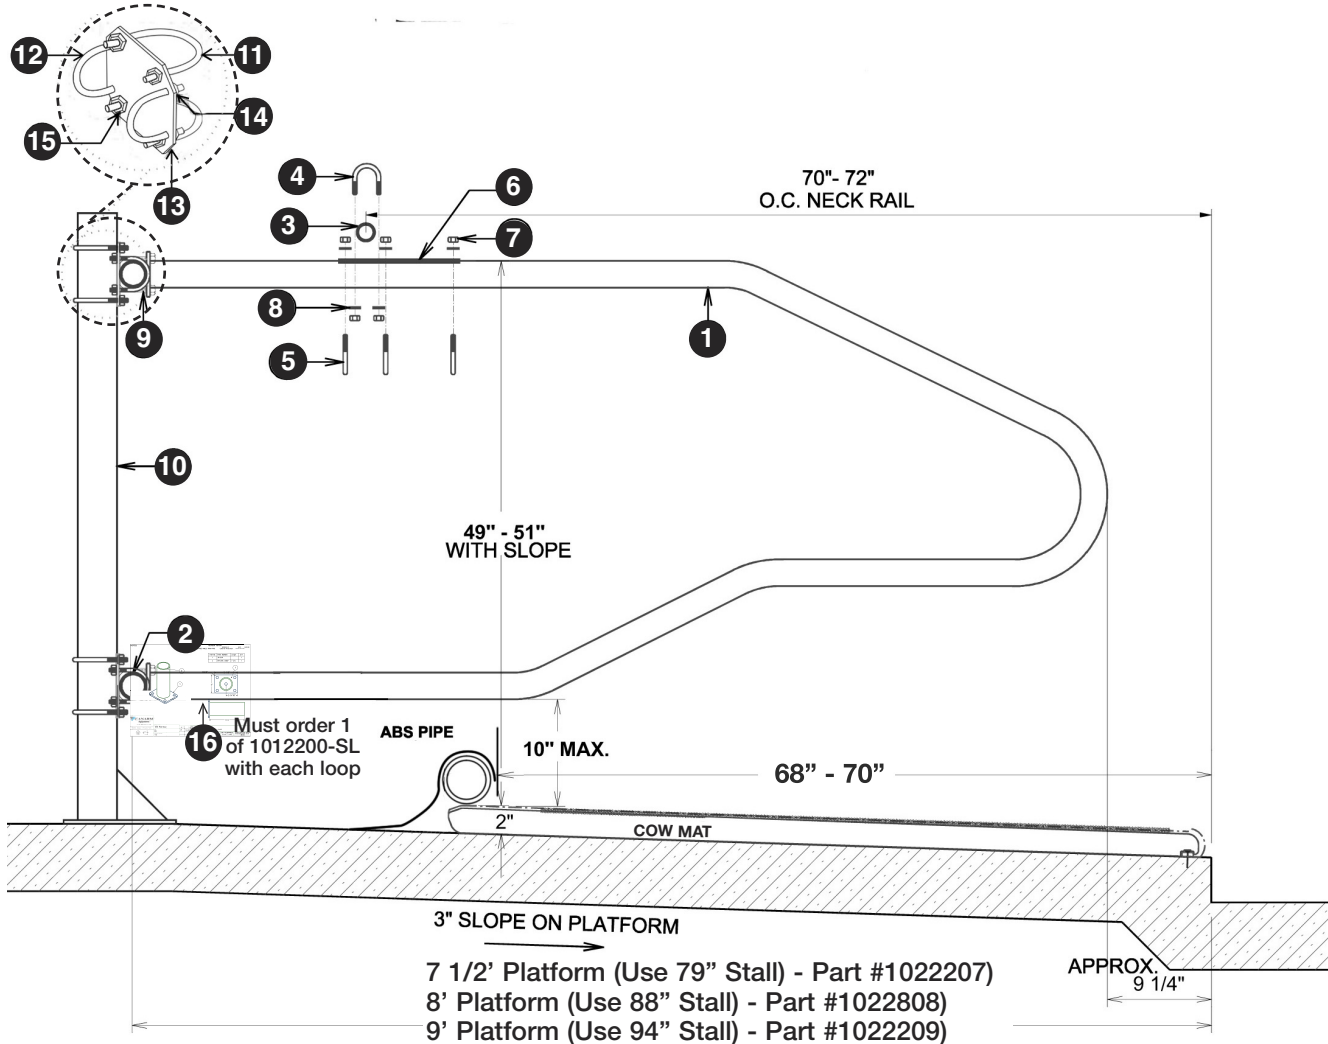 12
11
14
15
13
4
6
70"- 72"
O.C. NECK RAIL
3
7
8
9
1
5
10
49" - 51"
WITH SLOPE
2
16
Must order 1
of 1012200-SL
with each loop
ABS PIPE
10" MAX.
68” - 70”
2"
COW MAT
3" SLOPE ON PLATFORM
7 1/2’ Platform (Use 79” Stall) - Part #1022207)
8’ Platform (Use 88” Stall) - Part #1022808)
9’ Platform (Use 94” Stall) - Part #1022209)
APPROX.
9 1/4"